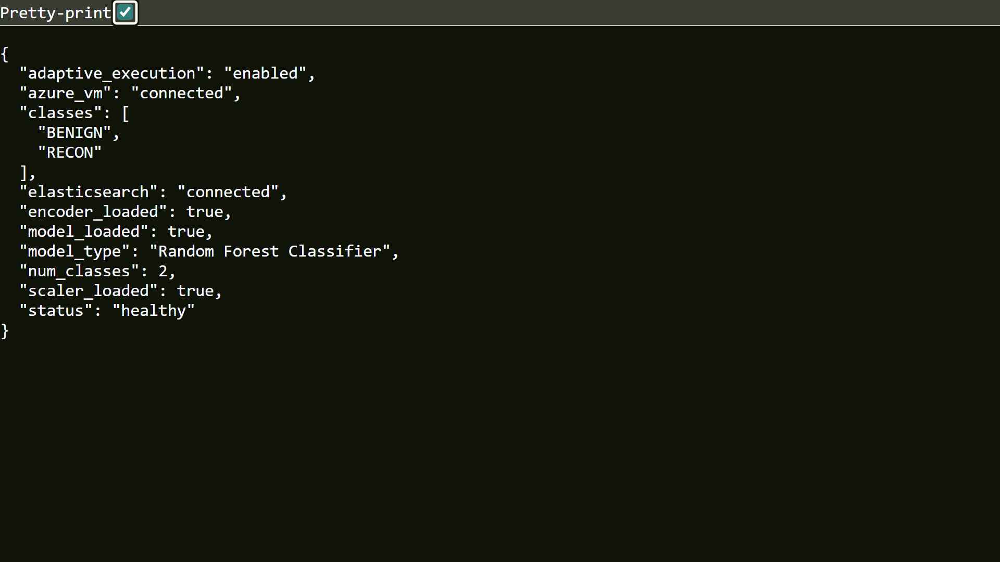 Pretty-print
{
  "adaptive_execution": "enabled",
  "azure_vm": "connected",
  "classes": [
    "BENIGN",
    "RECON"
  ],
  "elasticsearch": "connected",
  "encoder_loaded": true,
  "model_loaded": true,
  "model_type": "Random Forest Classifier",
  "num_classes": 2,
  "scaler_loaded": true,
  "status": "healthy"
}